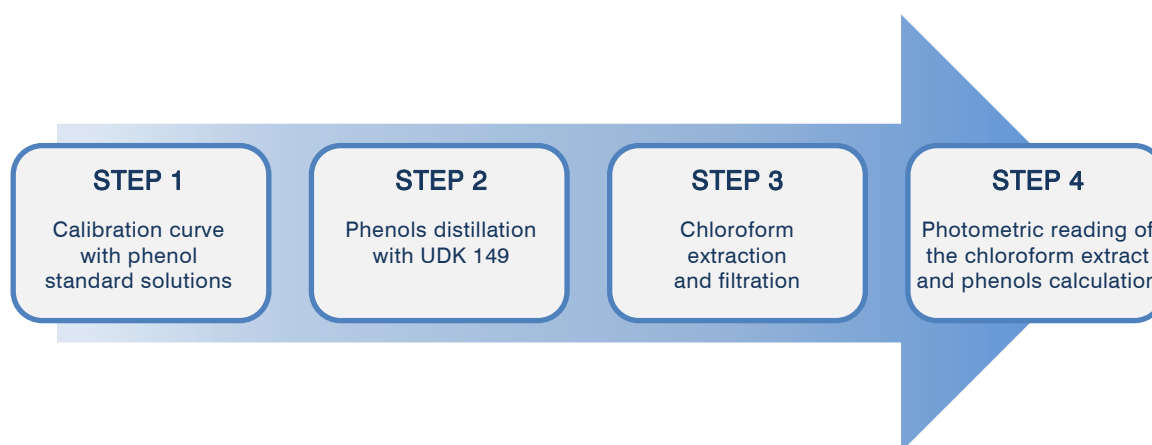 STEP 1
Calibration curve
with phenol
standard solutions
STEP 2
Phenols distillation
with UDK 149
STEP 3
Chloroform
extraction
and filtration
STEP 4
Photometric reading of
the chloroform extract
and phenols calculation